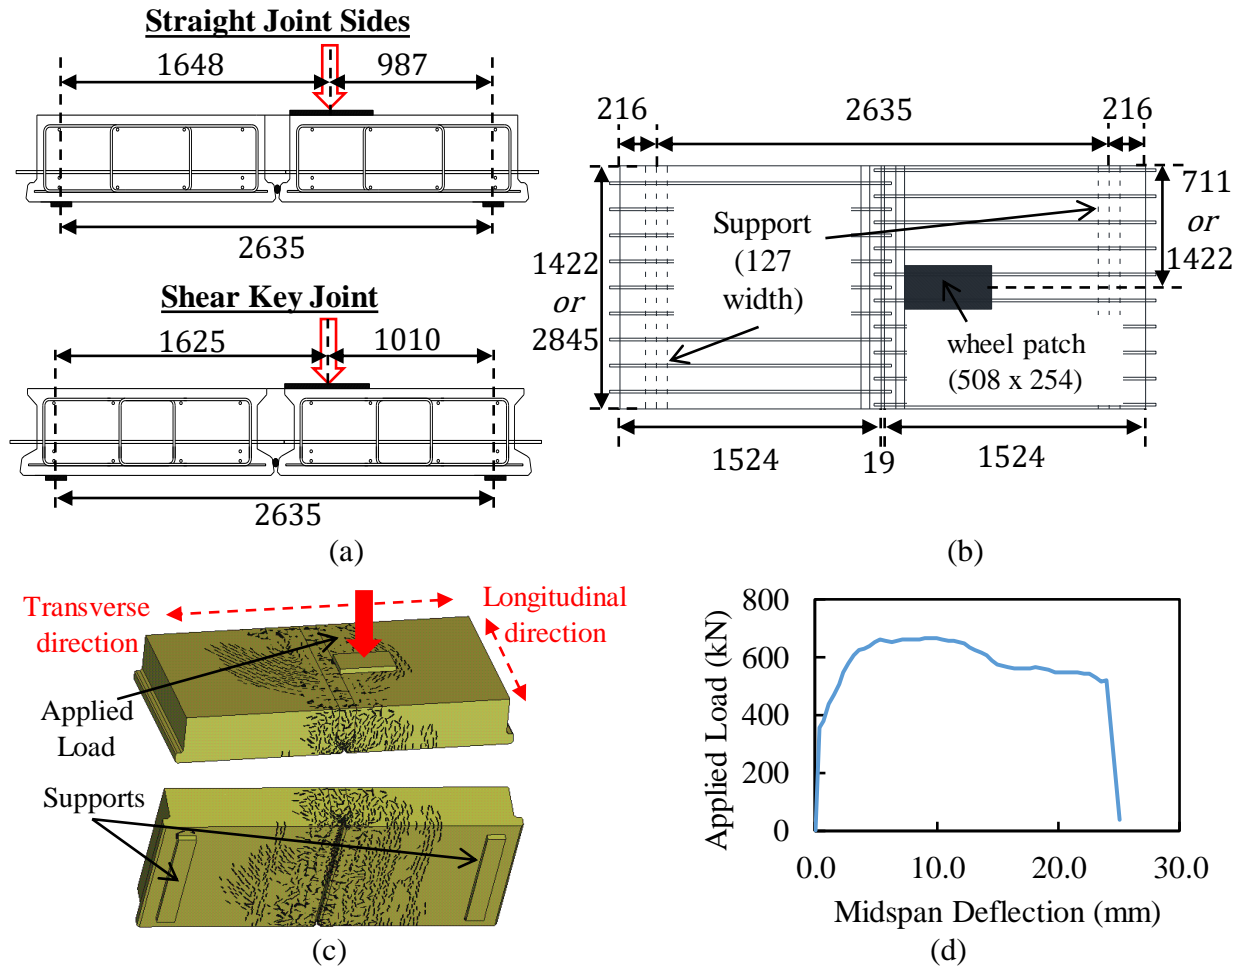 Straight Joint Sides
1648
987
2635
Shear Key Joint
1625
1010
2635
(a)
216
2635
216
711
or
1422
Support
(127
width)
1422
or
2845
wheel patch
(508 x 254)
1524
19
1524
(b)
Transverse
direction
Longitudinal
direction
Applied
Load
Supports
(c)
Applied Load (kN)
800
600
400
200
0
0.0
10.0
20.0
30.0
Midspan Deflection (mm)
(d)